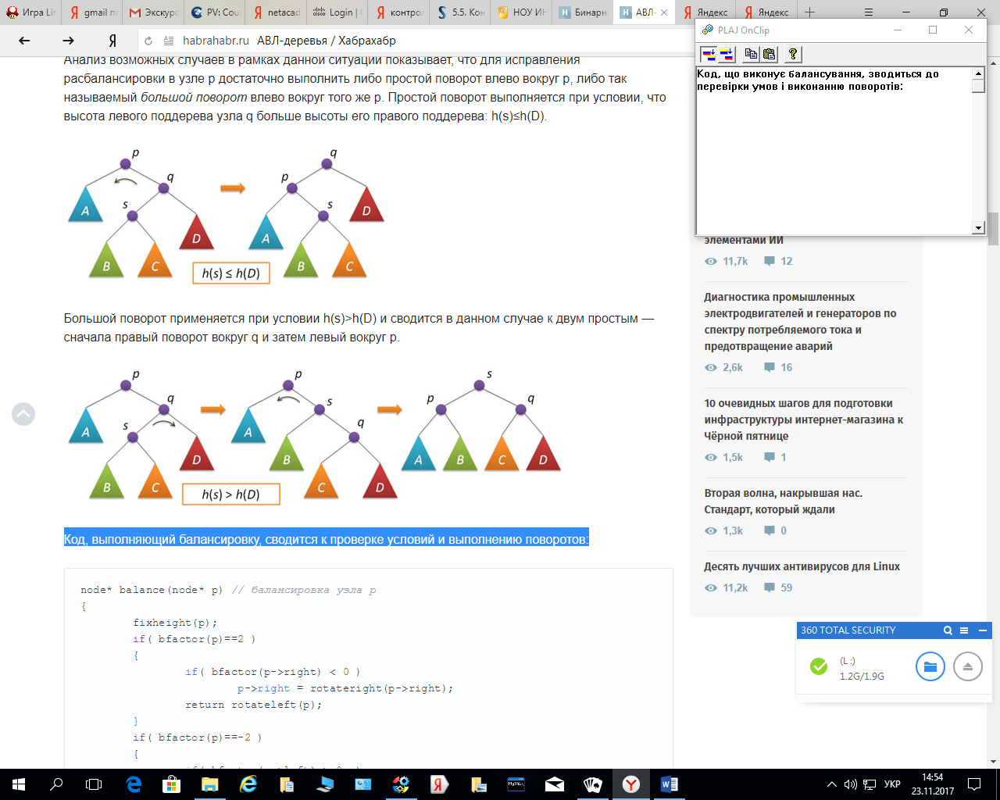 Игра Lin
gmail по
Экскурс
PV: Cou
netacad
Login | C
контрол
5.5. Кон
НОУ ИН
Бинарн
АВЛ-
Яндекс
Яндекс
habrahabr.ru АВЛ-деревья / Хабрахабр
PLAJ OnClip
Код, що виконує балансування, зводиться до
перевірки умов і виконанню поворотів:
Анализ возможных случаев в рамках данной ситуации показывает, что для исправления
расбалансировки в узле p достаточно выполнить либо простой поворот влево вокруг p, либо так
называемый большой поворот влево вокруг того же p. Простой поворот выполняется при условии, что
высота левого поддерева узла q больше высоты его правого поддерева: h(s)≤h(D).
p
q
s
A
D
B
C
h(s) ≤ h(D)
q
p
s
D
A
B
C
Большой поворот применяется при условии h(s)>h(D) и сводится в данном случае к двум простым —
сначала правый поворот вокруг q и затем левый вокруг p.
p
q
s
A
D
B
C
h(s) > h(D)
p
s
q
A
B
C
D
s
p
q
A
B
C
D
Код, выполняющий балансировку, сводится к проверке условий и выполнению поворотов:
node* balance(node* p) // балансировка узла p
{
fixheight(p);
if( bfactor(p)==2 )
{
if( bfactor(p->right) < 0 )
p->right = rotateright(p->right);
return rotateleft(p);
}
if( bfactor(p)==-2 )
{
элементами ИИ
11,7k 12
Диагностика промышленных
электродвигателей и генераторов по
спектру потребляемого тока и
предотвращение аварий
2,6k 16
10 очевидных шагов для подготовки
инфраструктуры интернет-магазина к
Чёрной пятнице
1,5k 1
Вторая волна, накрывшая нас.
Стандарт, который ждали
1,3k 0
Десять лучших антивирусов для Linux
11,2k 59
360 TOTAL SECURITY
(L :)
1.2G/1.9G
MySQL
УКР
14:54
23.11.2017